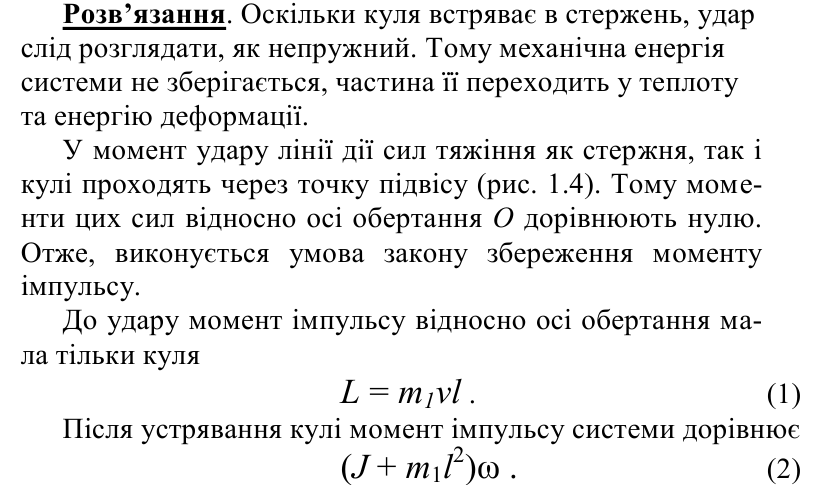 Розв’язання. Оскільки куля встряває в стержень, удар
слід розглядати, як непружний. Тому механічна енергія
системи не зберігається, частина її переходить у теплоту
та енергію деформації.
У момент удару лінії дії сил тяжіння як стержня, так і
кулі проходять через точку підвісу (рис. 1.4). Тому моме-
нти цих сил відносно осі обертання O дорівнюють нулю.
Отже, виконується умова закону збереження моменту
імпульсу.
До удару момент імпульсу відносно осі обертання ма-
ла тільки куля
L = m₁vl . (1)
Після устрявання кулі момент імпульсу системи дорівнює
(J + m₁l²)ω . (2)